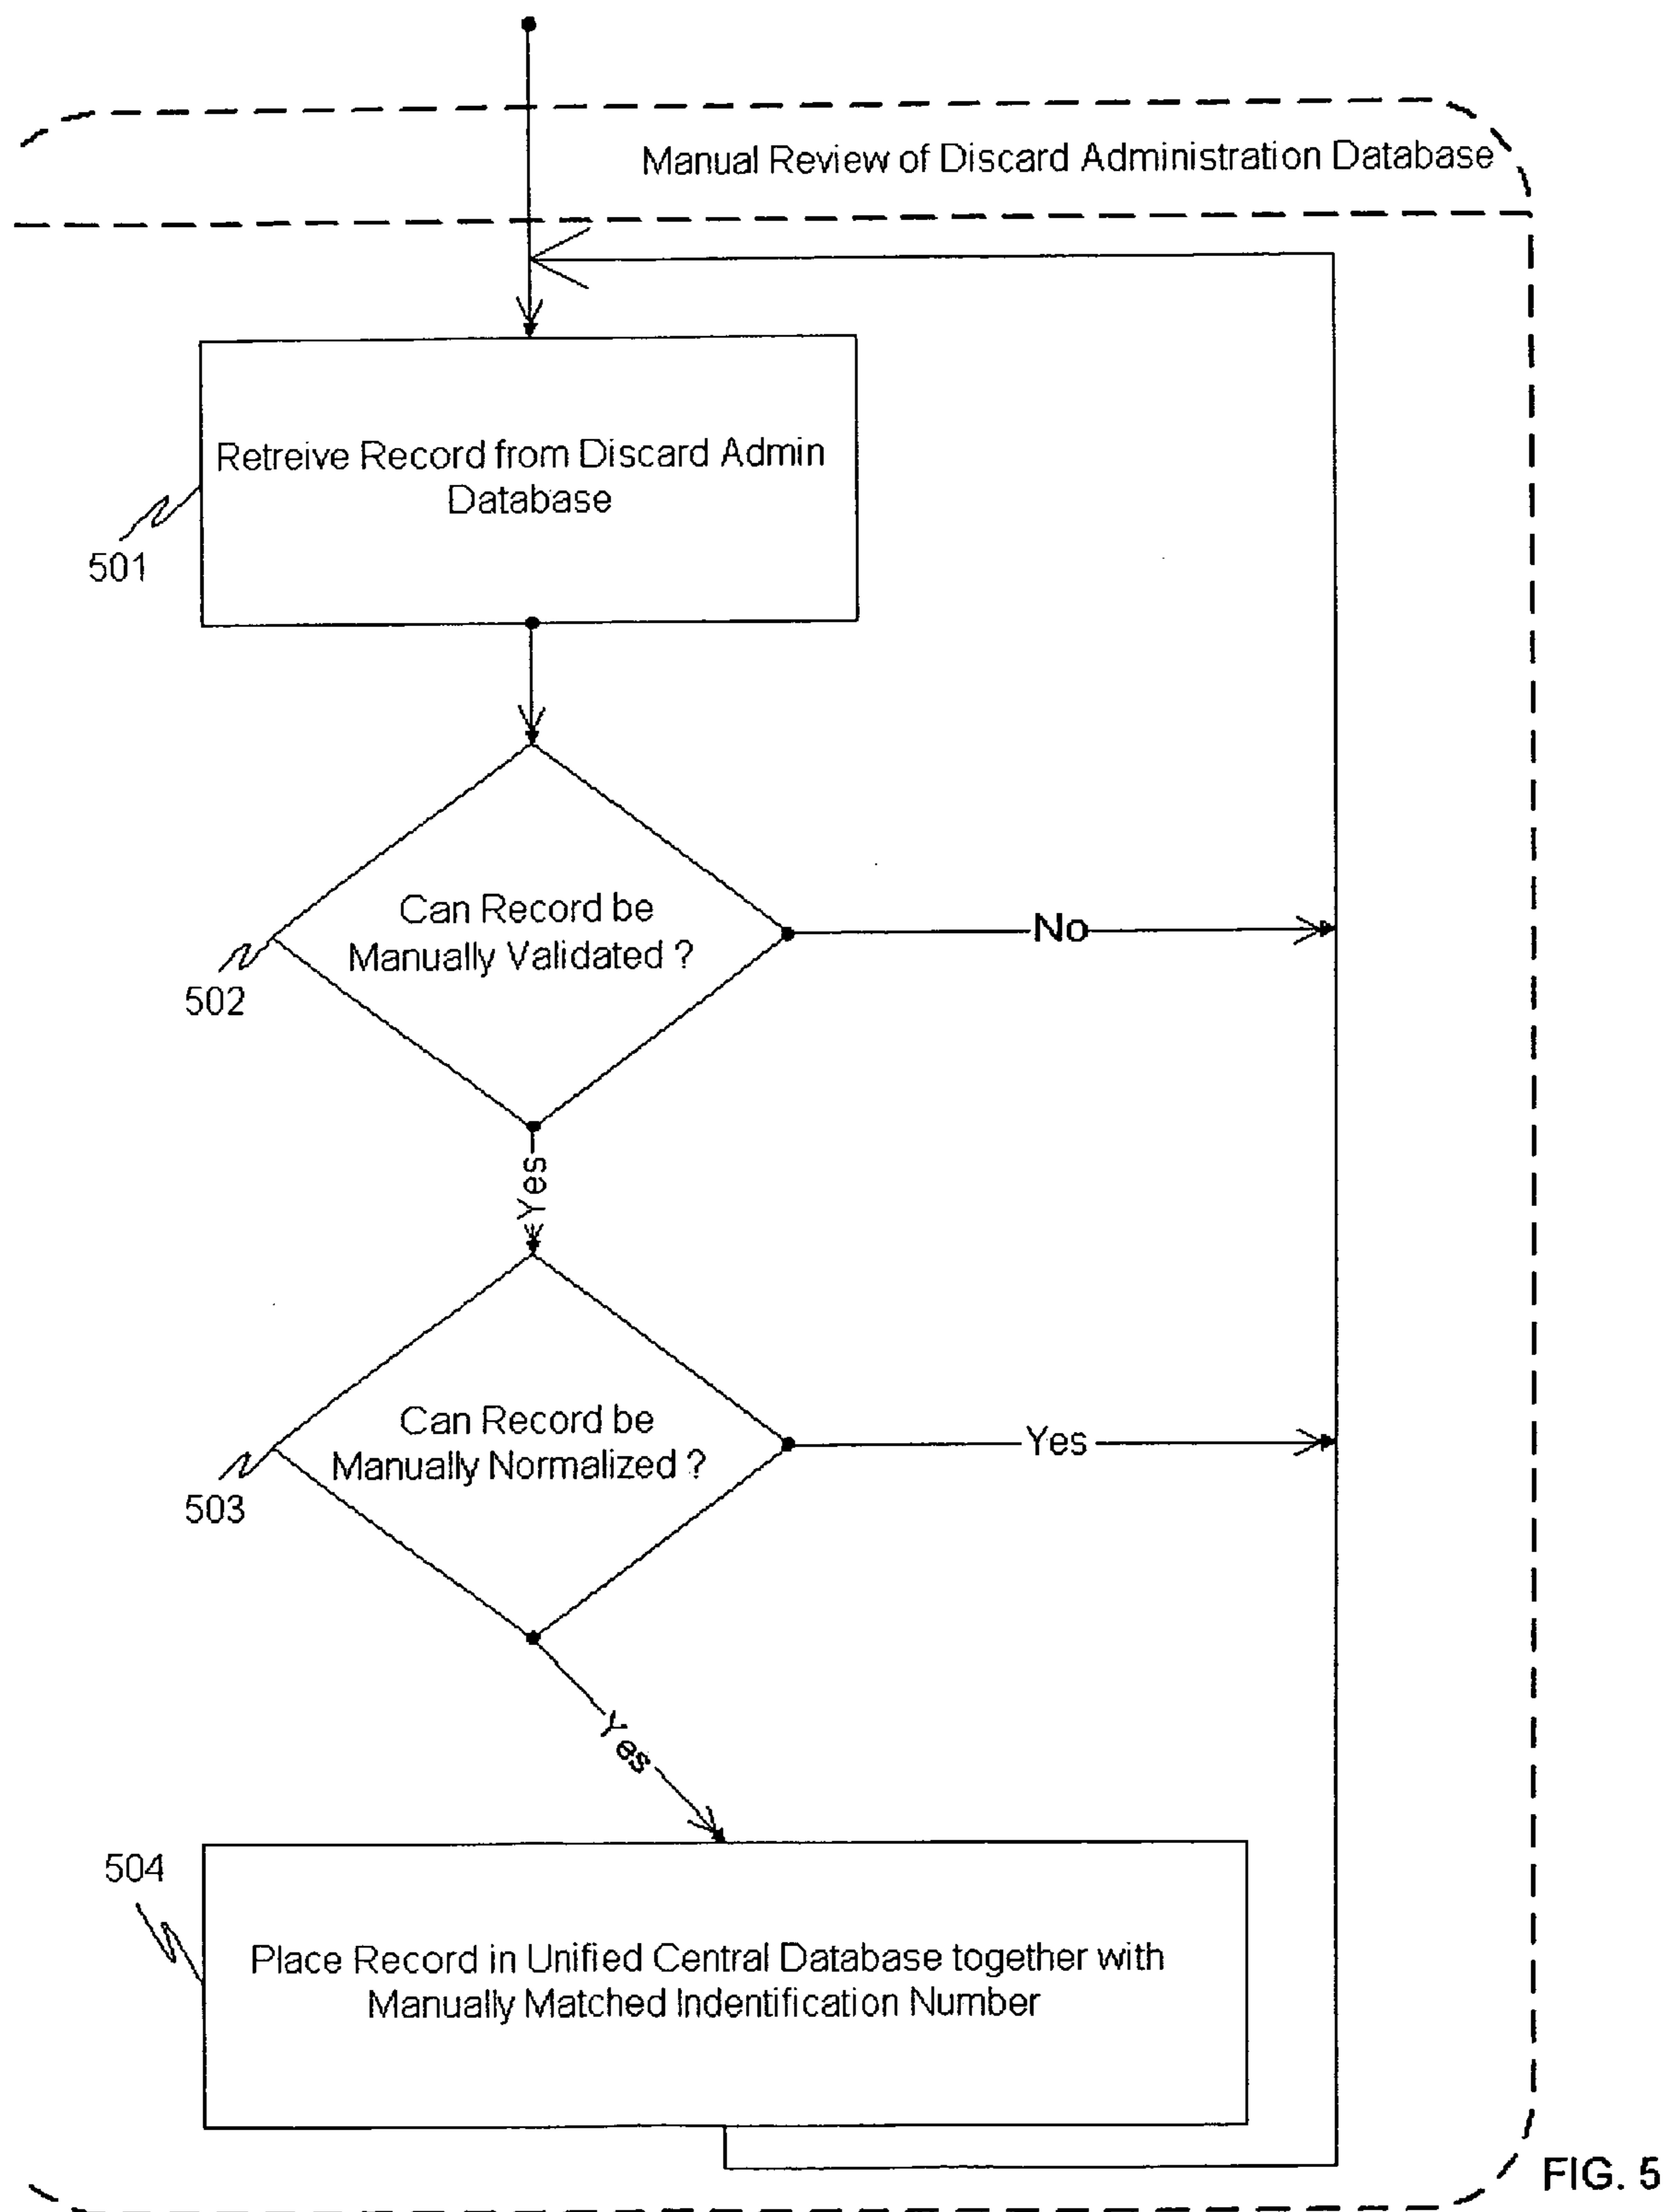 Manual Review of Discard Administration Database
Retreive Record from Discard Admin
Database
501
Can Record be
Manually Validated ?
No
502
Yes
Can Record be
Manually Normalized ?
Yes
503
Yes
504
Place Record in Unified Central Database together with
Manually Matched Indentification Number
FIG. 5